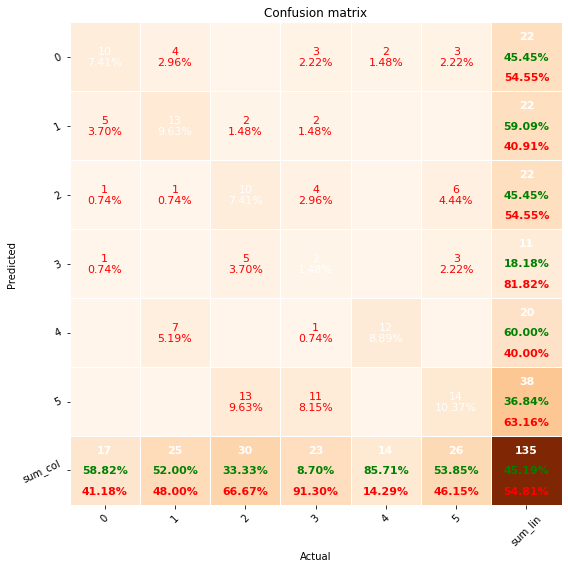 Confusion matrix
10 4 3 2 3 22
7.41% 2.96% 2.22% 1.48% 2.22% 45.45%
54.55%
0
5 13 2 2 22
3.70% 9.63% 1.48% 1.48% 59.09%
40.91%
1
1 1 10 4 6 22
0.74% 0.74% 7.41% 2.96% 4.44% 45.45%
54.55%
2
1 5 2 3 11
0.74% 3.70% 1.48% 2.22% 18.18%
81.82%
3
7 1 12 20
5.19% 0.74% 8.89% 60.00%
40.00%
4
13 11 14 38
9.63% 8.15% 10.37% 36.84%
63.16%
5
17 25 30 23 14 26 135
58.82% 52.00% 33.33% 8.70% 85.71% 53.85% 45.19%
41.18% 48.00% 66.67% 91.30% 14.29% 46.15% 54.81%
sum_col
0 1 2 3 4 5 sum_lin
Predicted
Actual